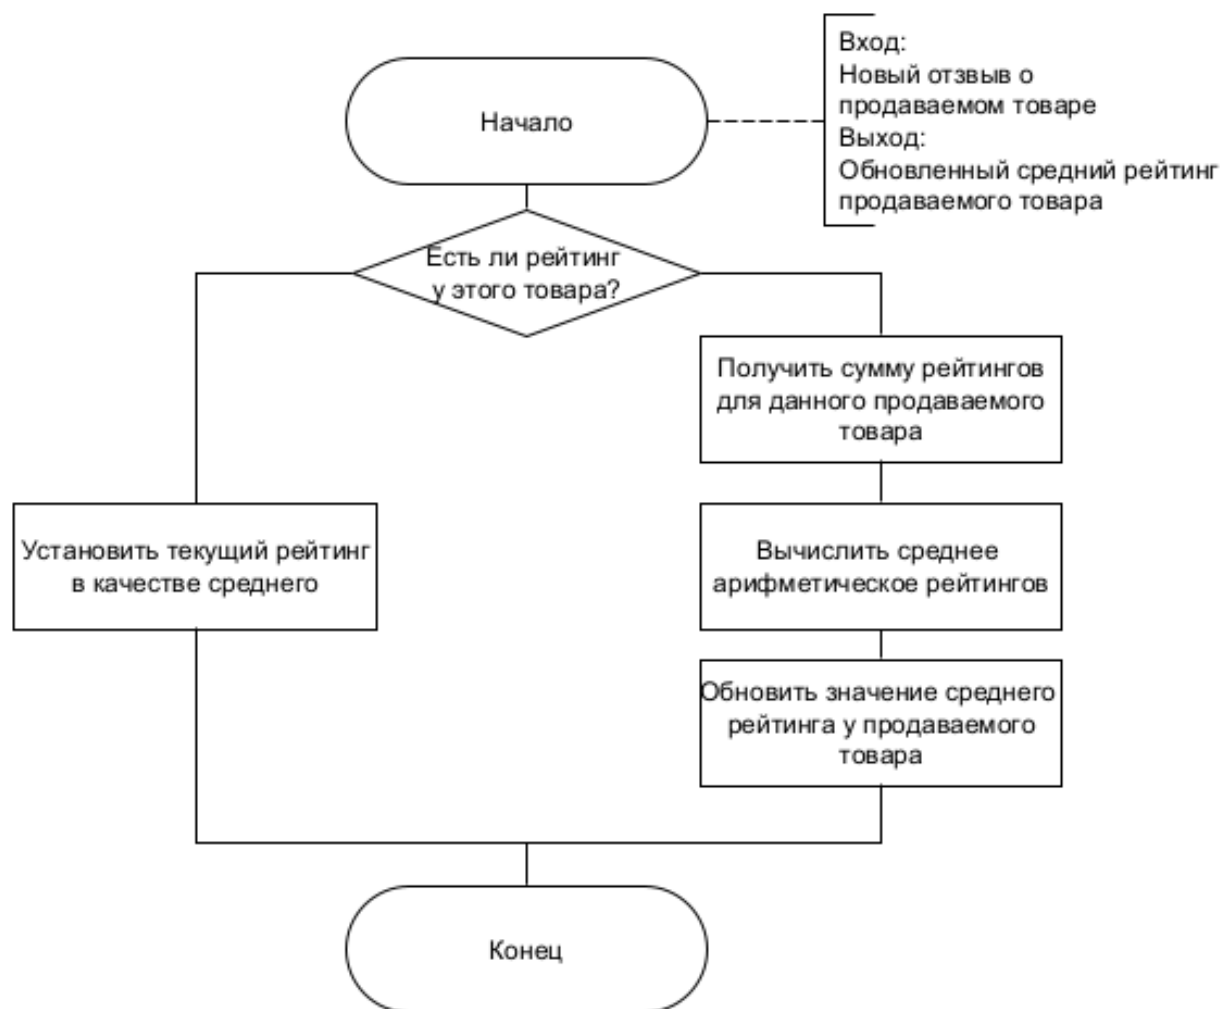 Начало
Вход:
Новый отзвыв о
продаваемом товаре
Выход:
Обновленный средний рейтинг
продаваемого товара
Есть ли рейтинг
у этого товара?
Получить сумму рейтингов
для данного продаваемого
товара
Установить текущий рейтинг
в качестве среднего
Вычислить среднее
арифметическое рейтингов
Обновить значение среднего
рейтинга у продаваемого
товара
Конец